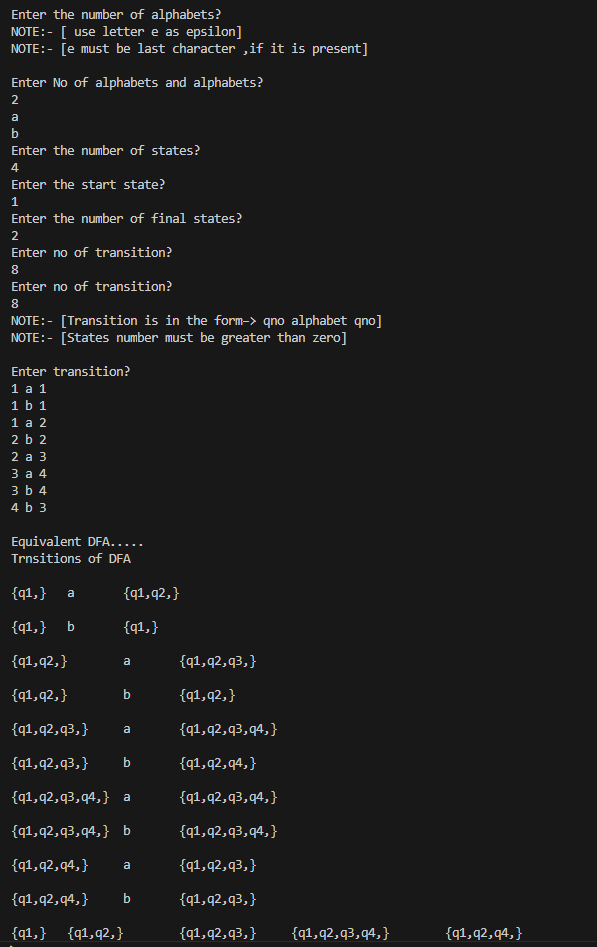 Enter the number of alphabets?
NOTE:- [ use letter e as epsilon]
NOTE:- [e must be last character ,if it is present]
Enter No of alphabets and alphabets?
2
a
b
Enter the number of states?
4
Enter the start state?
1
Enter the number of final states?
2
Enter no of transition?
8
Enter no of transition?
8
NOTE:- [Transition is in the form-> qno alphabet qno]
NOTE:- [States number must be greater than zero]
Enter transition?
1 a 1
1 b 1
1 a 2
2 b 2
2 a 3
3 a 4
3 b 4
4 b 3
Equivalent DFA.....
Trnsitions of DFA
{q1,} a {q1,q2,}
{q1,} b {q1,}
{q1,q2,} a {q1,q2,q3,}
{q1,q2,} b {q1,q2,}
{q1,q2,q3,} a {q1,q2,q3,q4,}
{q1,q2,q3,} b {q1,q2,q4,}
{q1,q2,q3,q4,} a {q1,q2,q3,q4,}
{q1,q2,q3,q4,} b {q1,q2,q3,q4,}
{q1,q2,q4,} a {q1,q2,q3,}
{q1,q2,q4,} b {q1,q2,q3,}
{q1,} {q1,q2,} {q1,q2,q3,} {q1,q2,q3,q4,} {q1,q2,q4,}